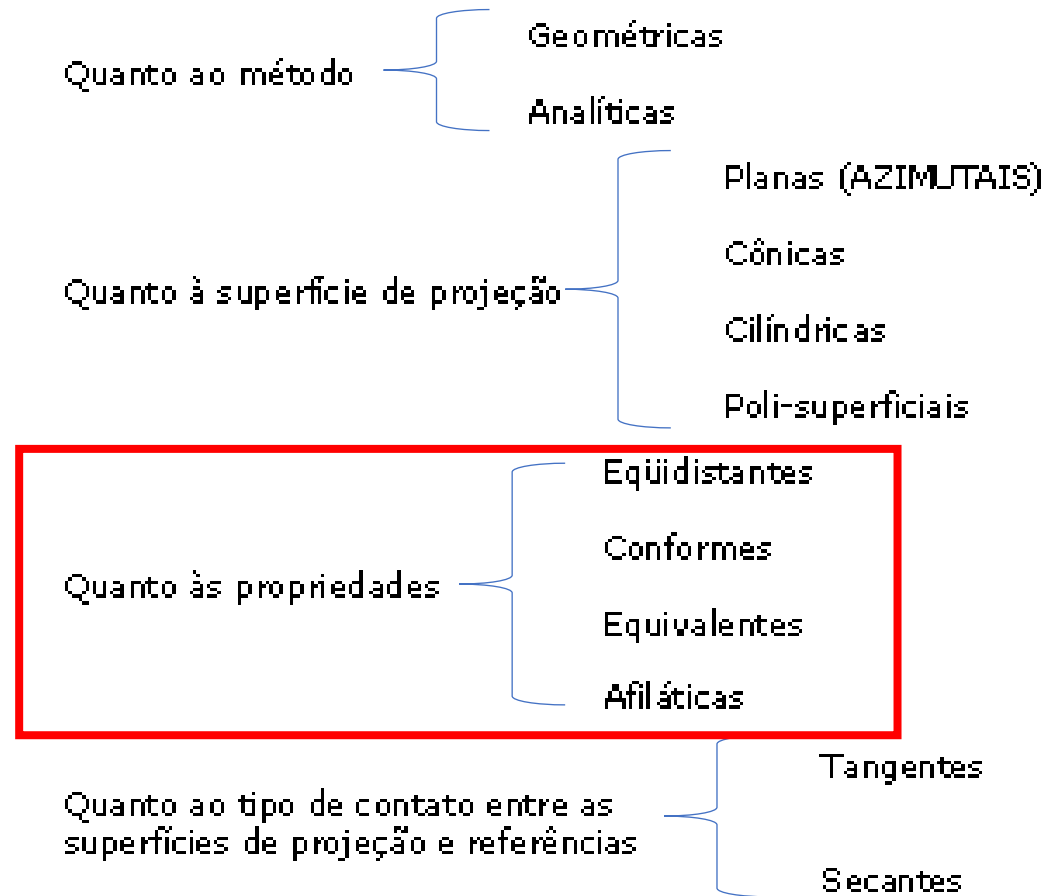 Quanto ao método
Geométricas
Analíticas
Quanto à superfície de projeção
Planas (AZIMUTAIS)
Cônicas
Cilíndricas
Poli-superficiais
Quanto às propriedades
Eqüidistantes
Conformes
Equivalentes
Afiláticas
Quanto ao tipo de contato entre as
superfícies de projeção e referências
Tangentes
Secantes